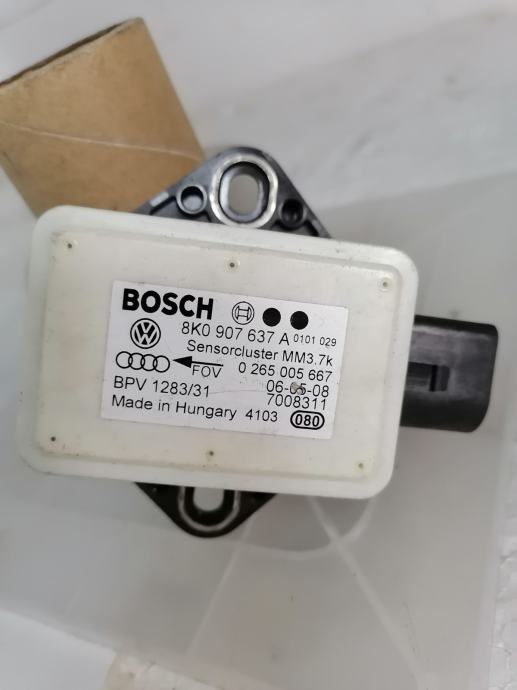 BOSCH
8K0 907 637 A 0101 029
Sensorcluster MM3.7k
FOV 0 265 005 667
BPV 1283/31 06-05-08
7008311
Made in Hungary 4103 080